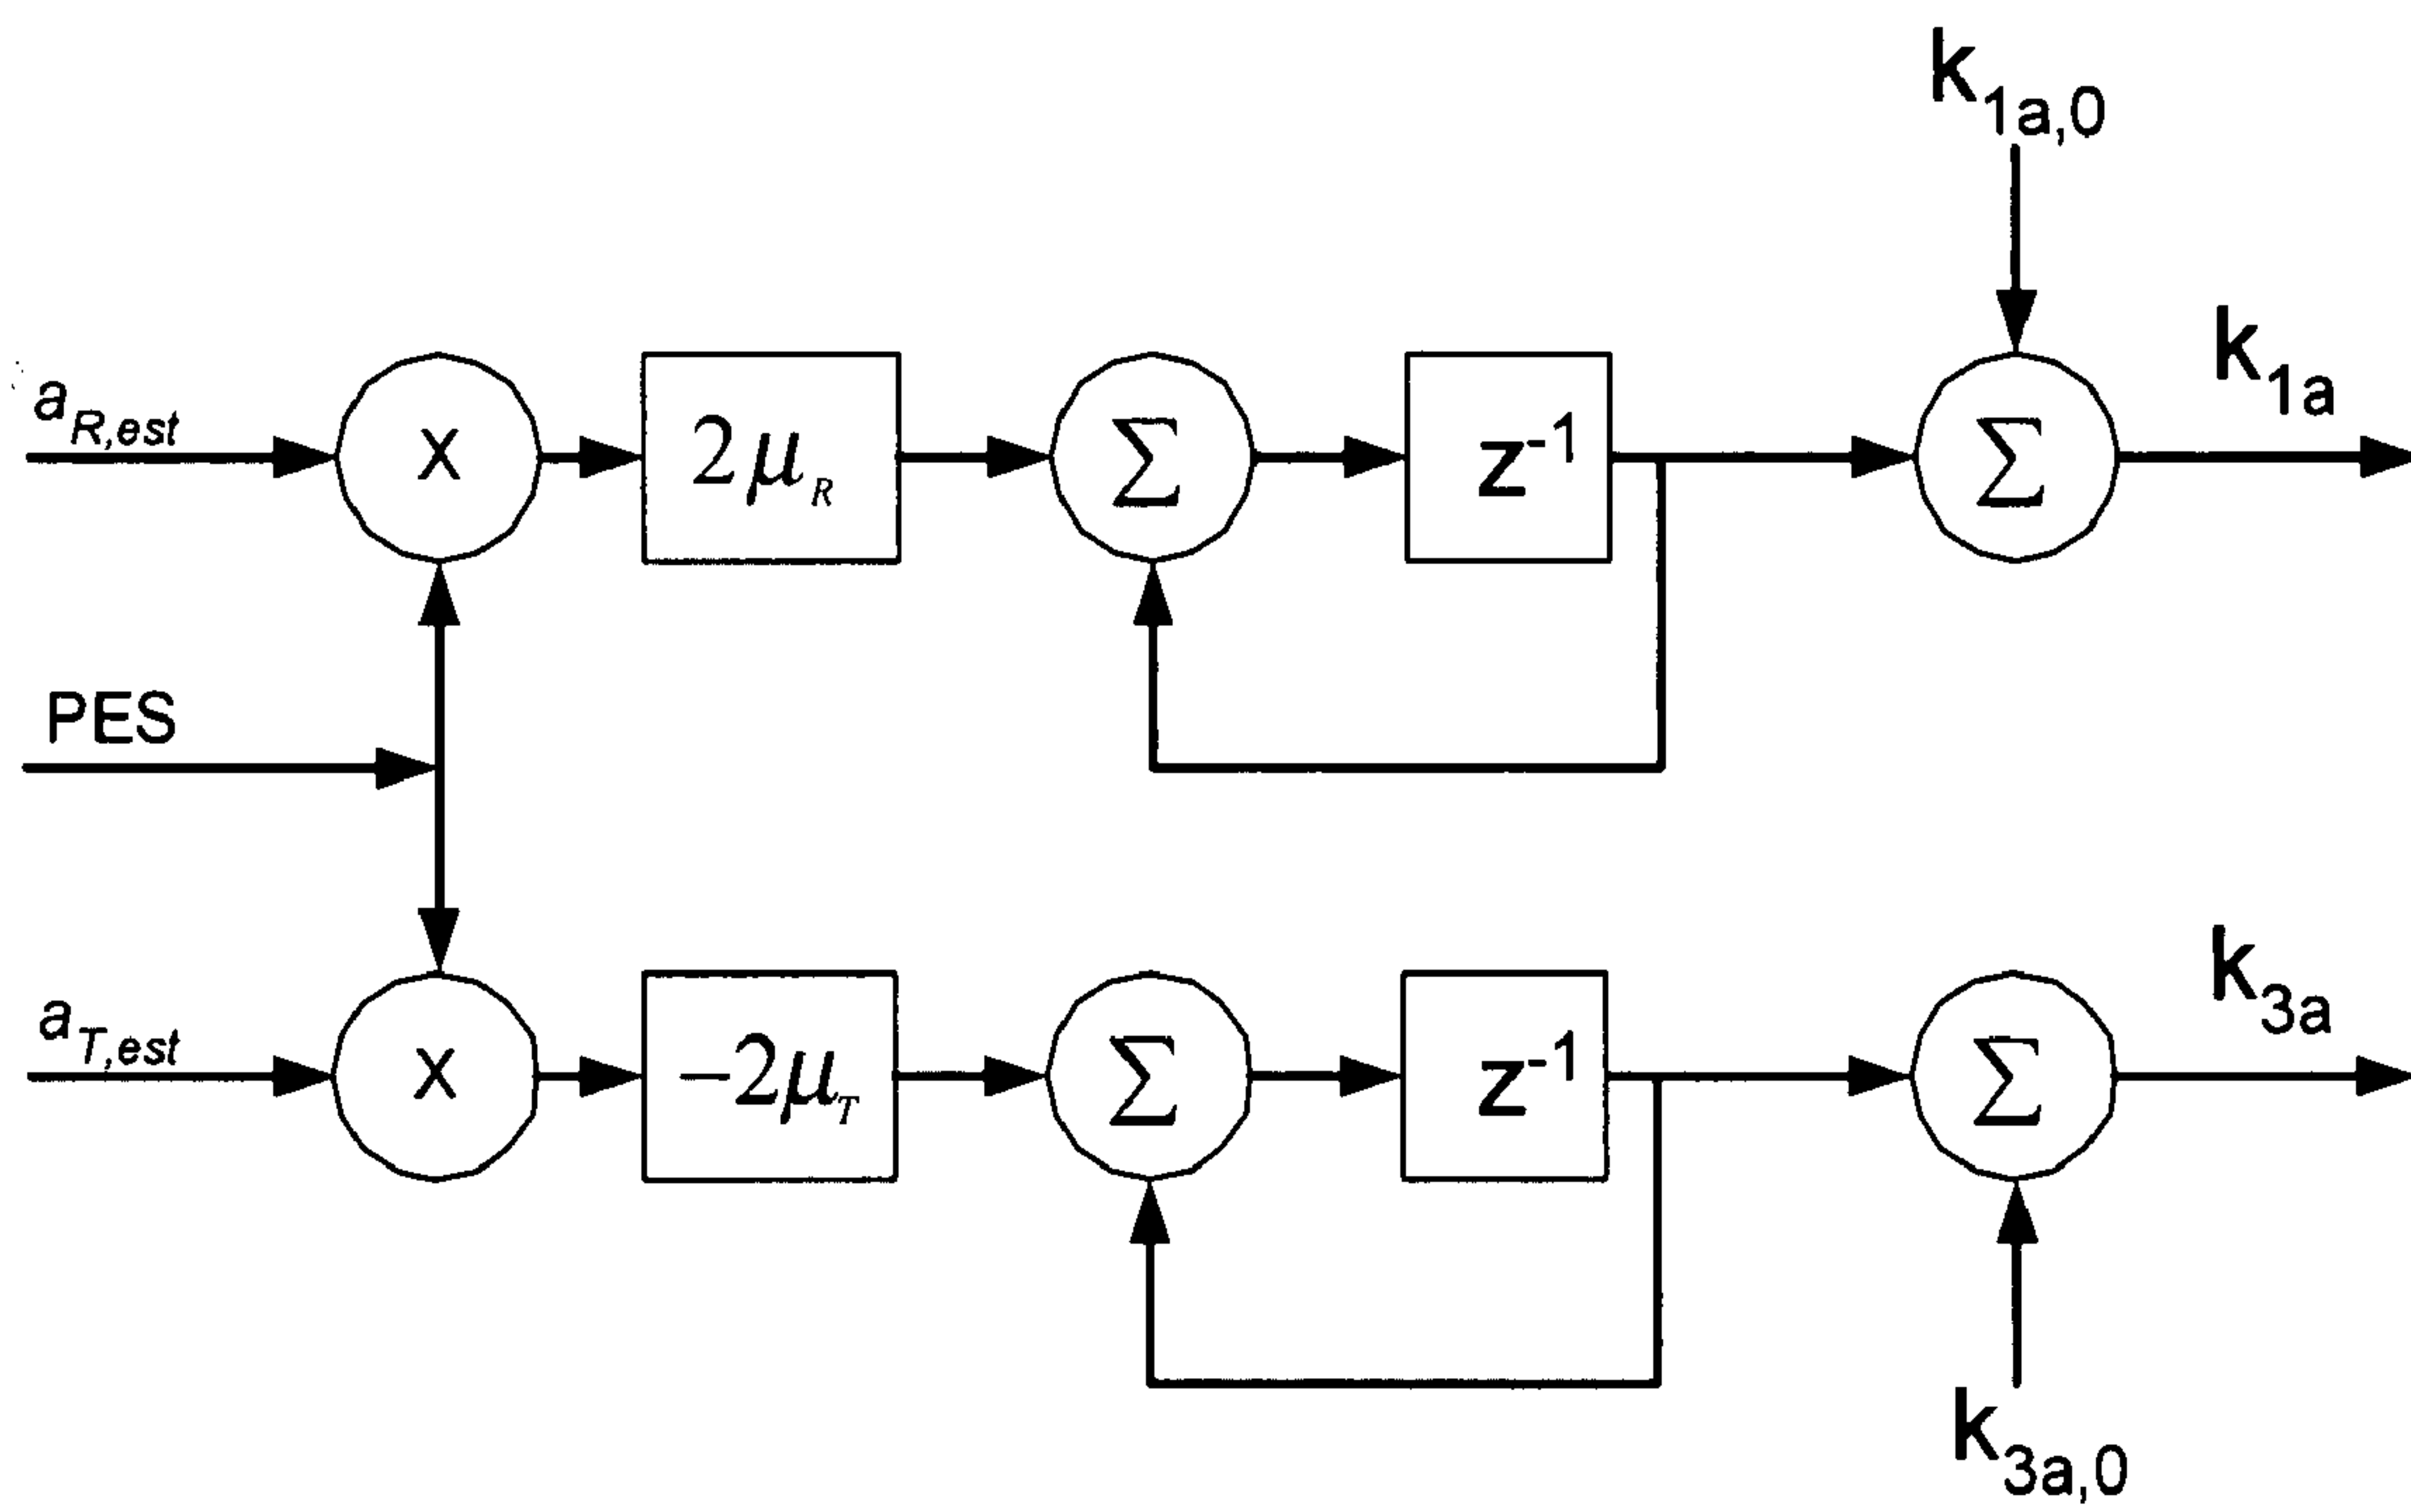 k1a,0
aR,est
x
2μR
Σ
z-1
Σ
k1a
PES
aT,est
x
−2μT
Σ
z-1
Σ
k3a
k3a,0